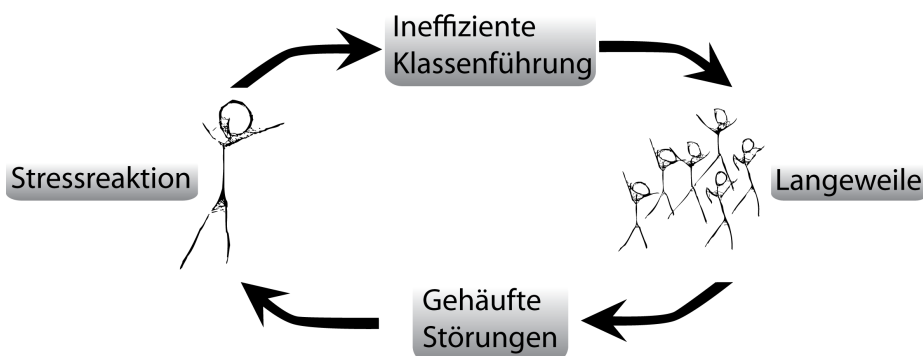 Ineffiziente
Klassenführung
Stressreaktion
Langeweile
Gehäufte
Störungen